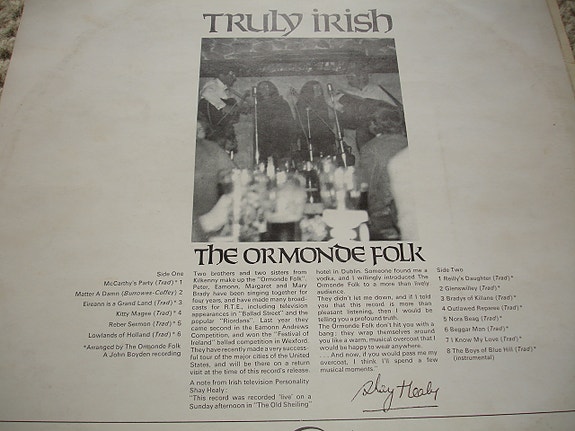 TRULY IRISH
THE ORMONDE FOLK
Side One
McCarthy's Party (Trad)* 1
Matter A Damn (Burrowes-Coffey) 2
Eireann is a Grand Land (Trad)* 3
Kitty Magee (Trad)* 4
Rober Sermon (Trad)* 5
Lowlands of Holland (Trad)* 6
*Arranged by The Ormonde Folk
A John Boyden recording
Two brothers and two sisters from
Kilkenny make up the "Ormonde Folk".
Peter, Eamonn, Margaret and Mary
Brady have been singing together for
four years, and have made many broad-
casts for R.T.E., including television
appearances in "Ballad Street" and the
popular "Riordans". Last year they
came second in the Eamonn Andrews
Competition, and won the "Festival of
Ireland" ballad competition in Wexford.
They have recently made a very success-
ful tour of the major cities of the United
States, and will be there on a return
visit at the time of this record's release.
A note from Irish television Personality
Shay Healy:
"This record was recorded 'live' on a
Sunday afternoon in "The Old Sheiling"
hotel in Dublin. Someone found me a
vodka, and I willingly introduced The
Ormonde Folk to a more than lively
audience.
They didn't let me down, and if I told
you that this record is more than
pleasant listening, then I would be
telling you a profound truth.
The Ormonde Folk don't hit you with a
bang; they wrap themselves around
you like a warm, musical overcoat that I
would be happy to wear anywhere.
. . . And now, if you would pass me my
overcoat, I think I'll spend a few
musical moments."
Shay Healy
Side Two
1 Reilly's Daughter (Trad)*
2 Glenswilley (Trad)*
3 Bradys of Killane (Trad)*
4 Outlawed Raparee (Trad)*
5 Nora Beag (Trad)*
6 Beggar Man (Trad)*
7 I Know My Love (Trad)*
8 The Boys of Blue Hill (Trad)*
(instrumental)